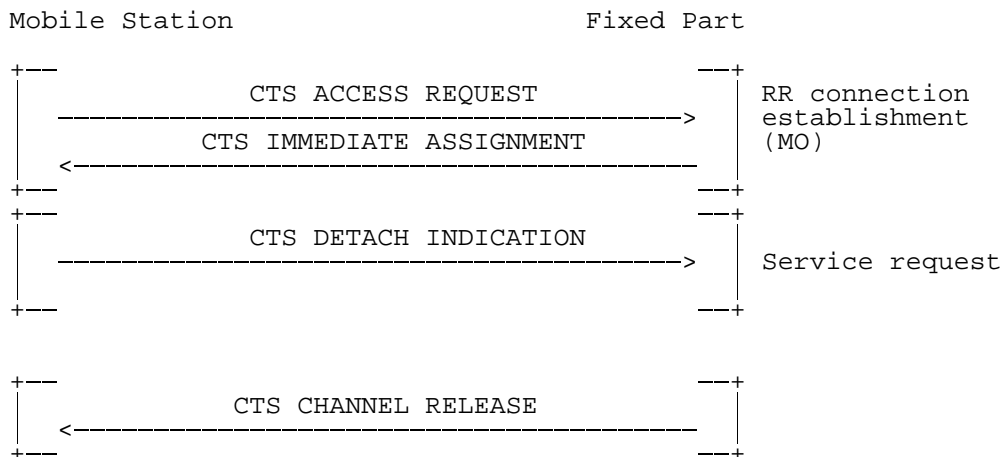 Mobile Station Fixed Part
CTS ACCESS REQUEST RR connection
establishment
CTS IMMEDIATE ASSIGNMENT (MO)
CTS DETACH INDICATION
Service request
CTS CHANNEL RELEASE